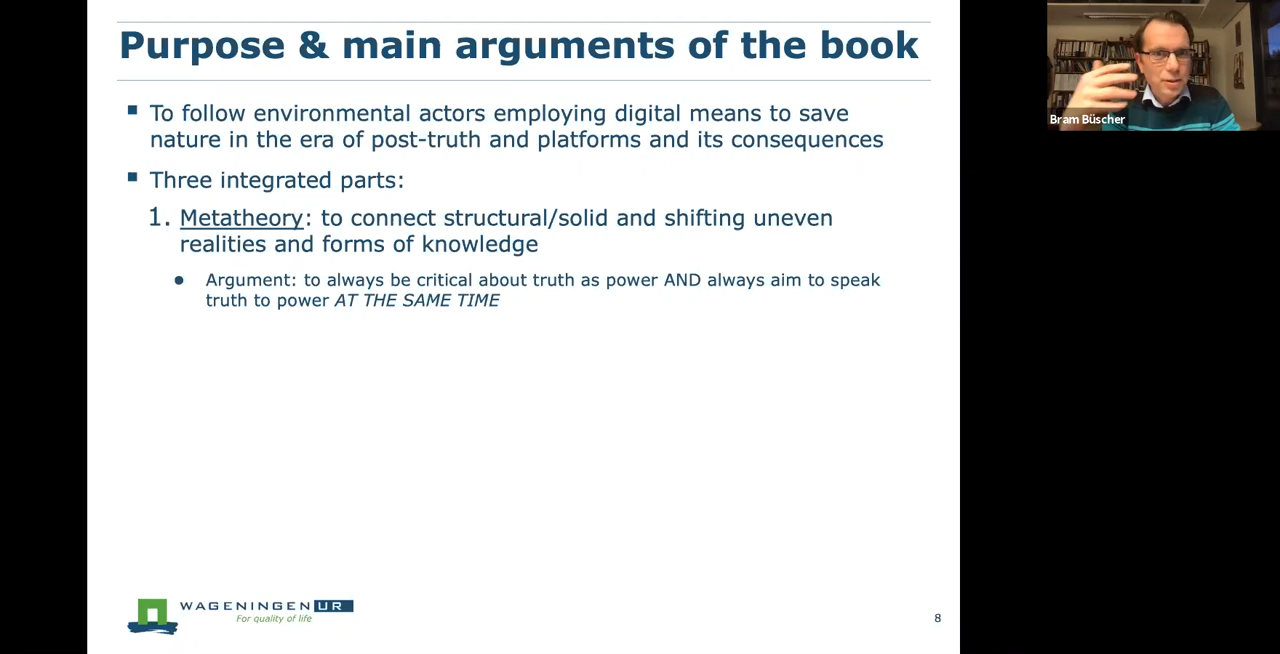 Purpose & main arguments of the book
▪ To follow environmental actors employing digital means to save
nature in the era of post-truth and platforms and its consequences
▪ Three integrated parts:
1. Metatheory: to connect structural/solid and shifting uneven
realities and forms of knowledge
• Argument: to always be critical about truth as power AND always aim to speak
truth to power AT THE SAME TIME
WAGENINGEN UR
For quality of life
8
Bram Büscher